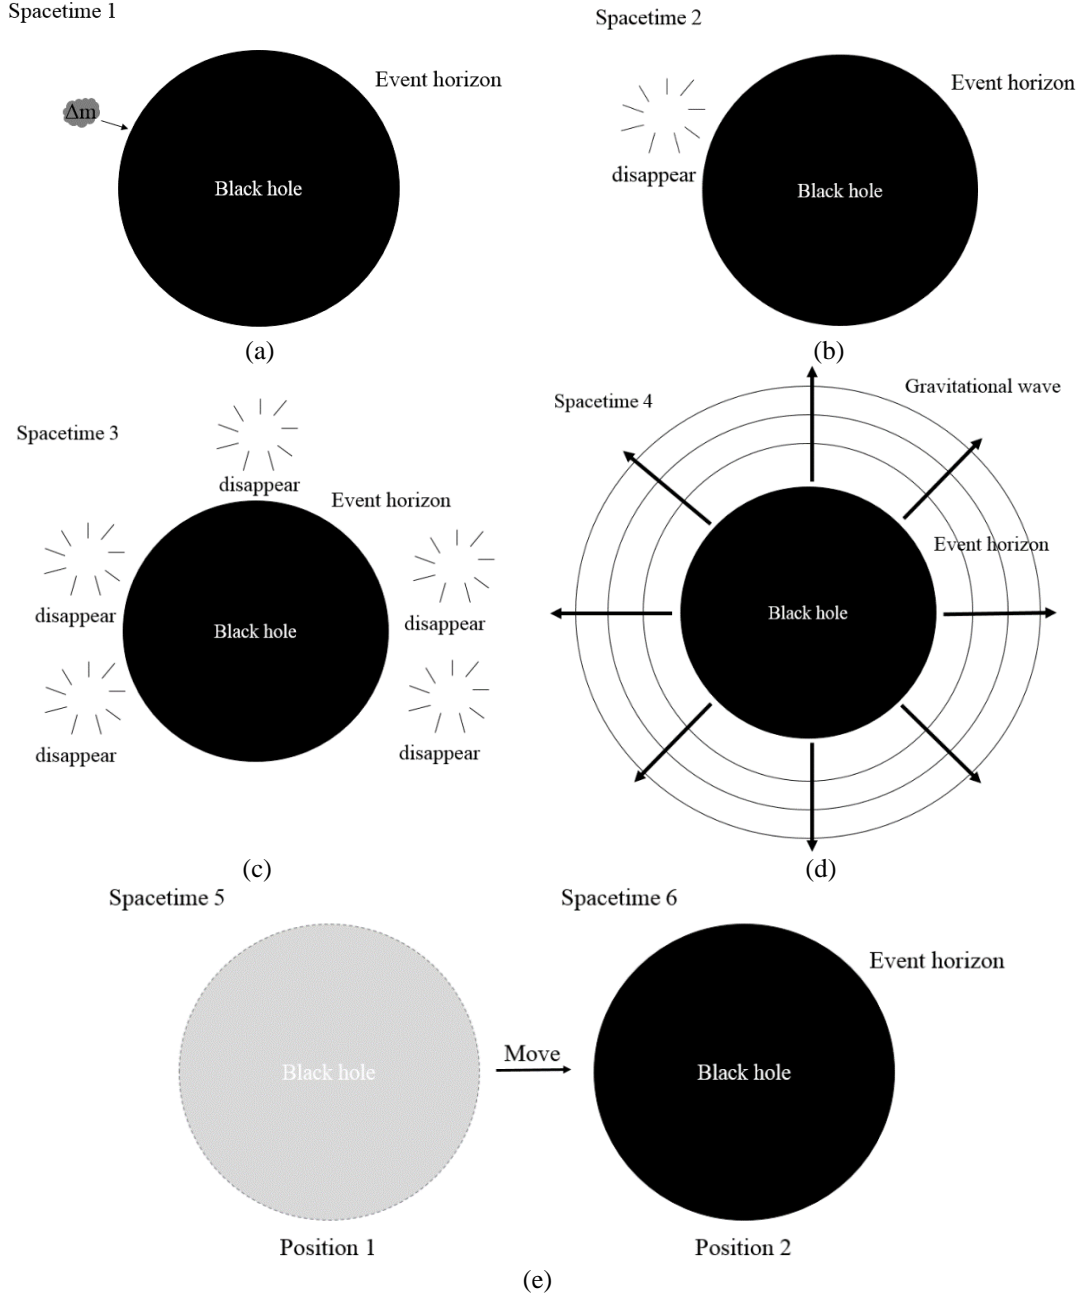 Spacetime 1
Event horizon
Δm
Black hole
(a)
Spacetime 2
Event horizon
disappear
Black hole
(b)
Spacetime 3
disappear
Event horizon
disappear
disappear
Black hole
disappear
disappear
(c)
Spacetime 4
Gravitational wave
Event horizon
Black hole
(d)
Spacetime 5
Black hole
Position 1
Move
Spacetime 6
Event horizon
Black hole
Position 2
(e)